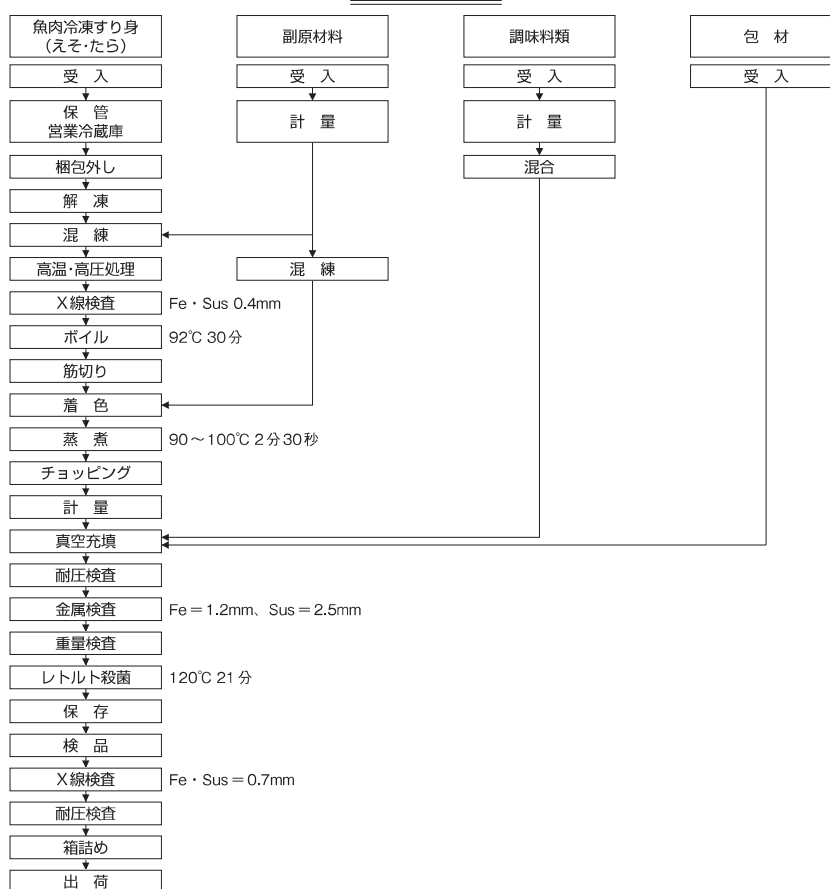 魚肉冷凍すり身
（えそ・たら）
副原材料
調味料類
包 材
受 入
受 入
受 入
受 入
保 管
営業冷蔵庫
計 量
計 量
梱包外し
混合
解 凍
混 練
高温・高圧処理
混 練
X線検査
Fe・Sus 0.4mm
ボイル
92℃ 30分
筋切り
着 色
蒸 煮
90～100℃ 2分30秒
チョッピング
計 量
真空充填
耐圧検査
金属検査
Fe＝1.2mm、Sus＝2.5mm
重量検査
レトルト殺菌
120℃ 21分
保 存
検 品
X線検査
Fe・Sus＝0.7mm
耐圧検査
箱詰め
出 荷